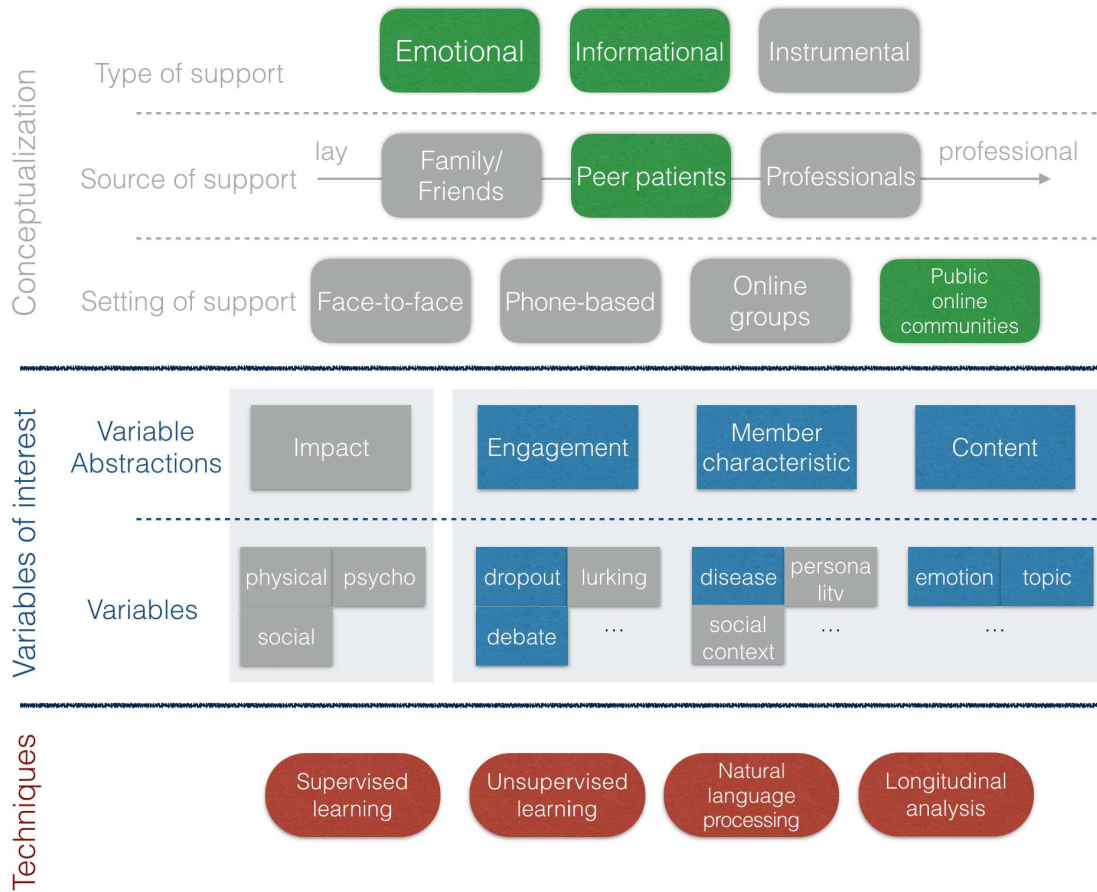 Conceptualization
Type of support
Emotional
Informational
Instrumental
Source of support
lay
Family/
Friends
Peer patients
Professionals
professional
Setting of support
Face-to-face
Phone-based
Online
groups
Public
online
communities
Variables of interest
Variable
Abstractions
Impact
Engagement
Member
characteristic
Content
Variables
physical
psycho
social
dropout
lurking
debate
...
disease
persona
lity
social
context
...
emotion
topic
...
Techniques
Supervised
learning
Unsupervised
learning
Natural
language
processing
Longitudinal
analysis